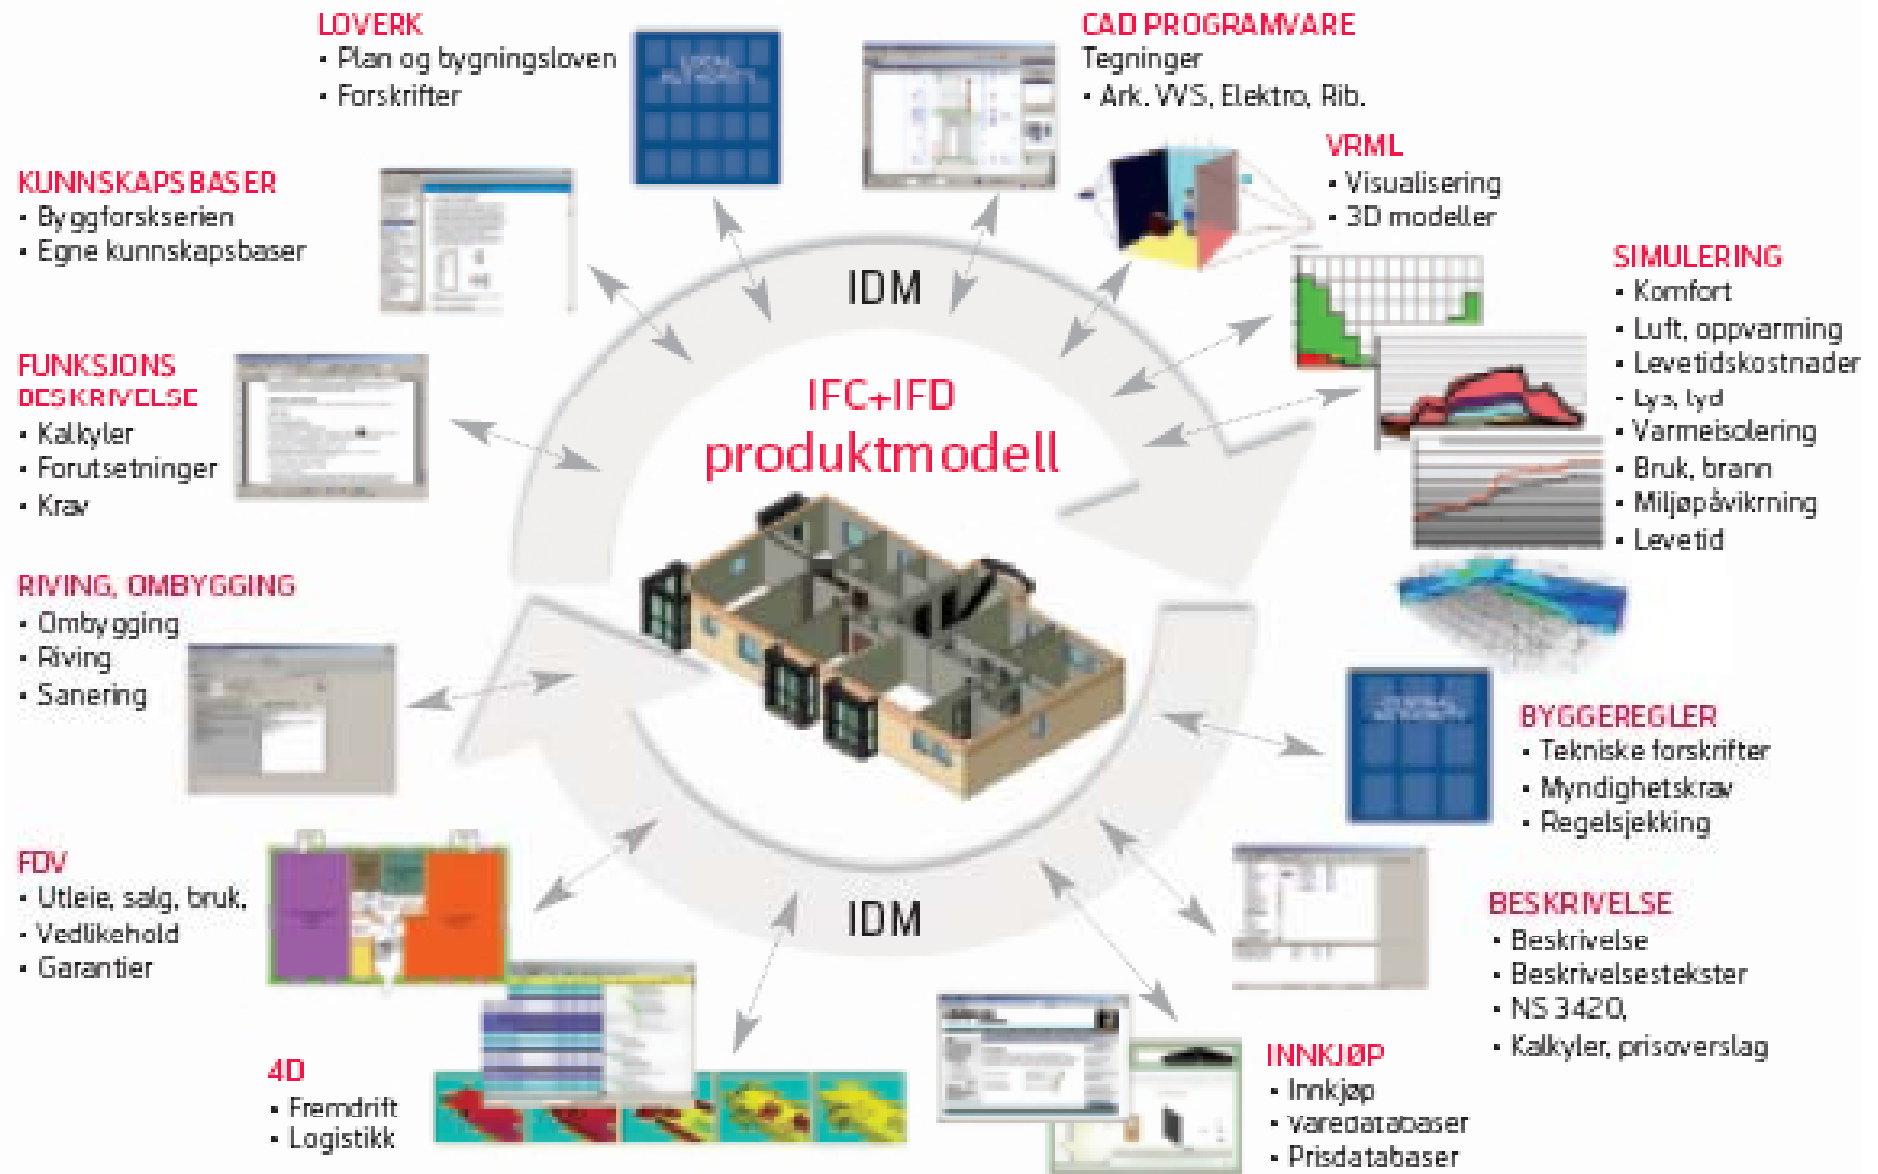 LOVERK
• Plan og bygningsloven
• Forskrifter
LOCAL
AUTHORITY
CAD PROGRAMVARE
Tegninger
• Ark. VVS, Elektro, Rib.
VRML
• Visualisering
• 3D modeller
KUNNSKAPSBASER
• Byggforskserien
• Egne kunnskapsbaser
SIMULERING
• Komfort
• Luft, oppvarming
• Levetidskostnader
• Lys, lyd
• Varmeisolering
• Bruk, brann
• Miljøpåvikrning
• Levetid
IDM
IFC+IFD
produktmodell
FUNKSJONS
BESKRIVELSE
• Kalkyler
• Forutsetninger
• Krav
RIVING, OMBYGGING
• Ombygging
• Riving
• Sanering
BYGGEREGLER
• Tekniske forskrifter
• Myndighetskrav
• Regelsjekking
FDV
• Utleie, salg, bruk,
• Vedlikehold
• Garantier
IDM
BESKRIVELSE
• Beskrivelse
• Beskrivelsestekster
• NS 3420,
• Kalkyler, prisoverslag
4D
• Fremdrift
• Logistikk
INNKJØP
• Innkjøp
• Varedatabaser
• Prisdatabaser